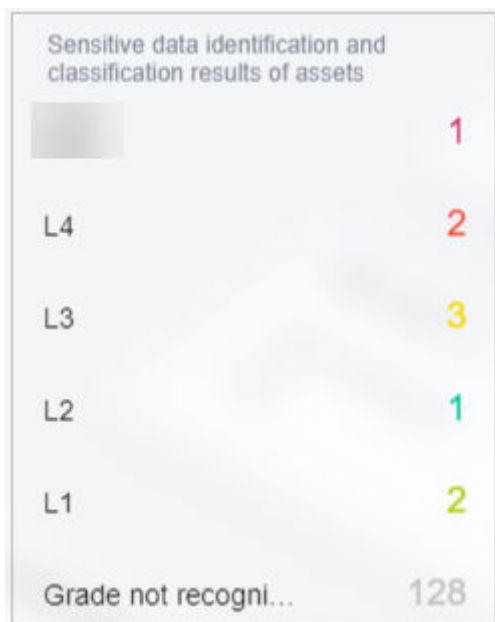 Sensitive data identification and
classification results of assets
1
L4 2
L3 3
L2 1
L1 2
Grade not recogni... 128